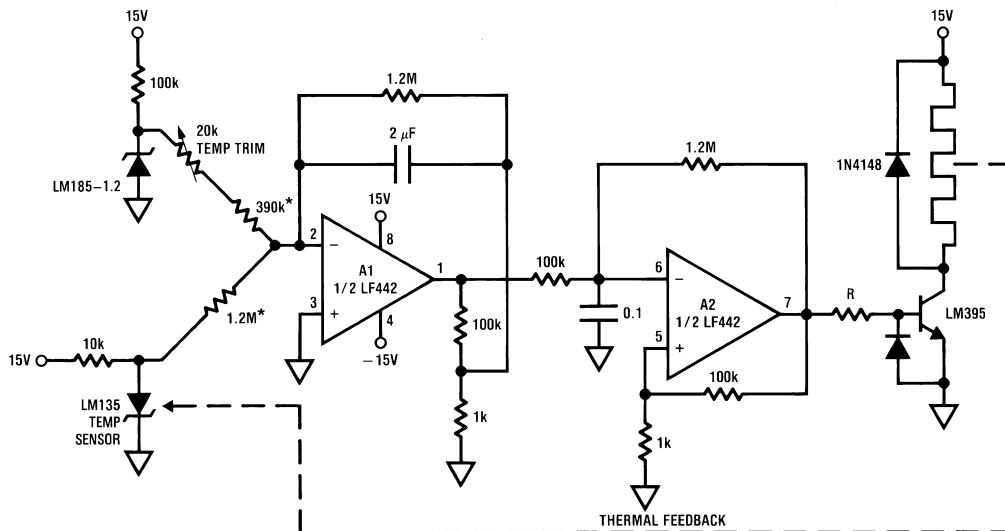 15V
100k
20k
TEMP TRIM
LM185–1.2
390k*
1.2M*
15V
10k
LM135
TEMP
SENSOR
1.2M
2 µF
15V
2
–
8
A1
1/2 LF442
1
3
+
4
–15V
100k
1k
100k
0.1
1.2M
6
–
A2
1/2 LF442
7
5
+
100k
1k
R
15V
1N4148
LM395
THERMAL FEEDBACK